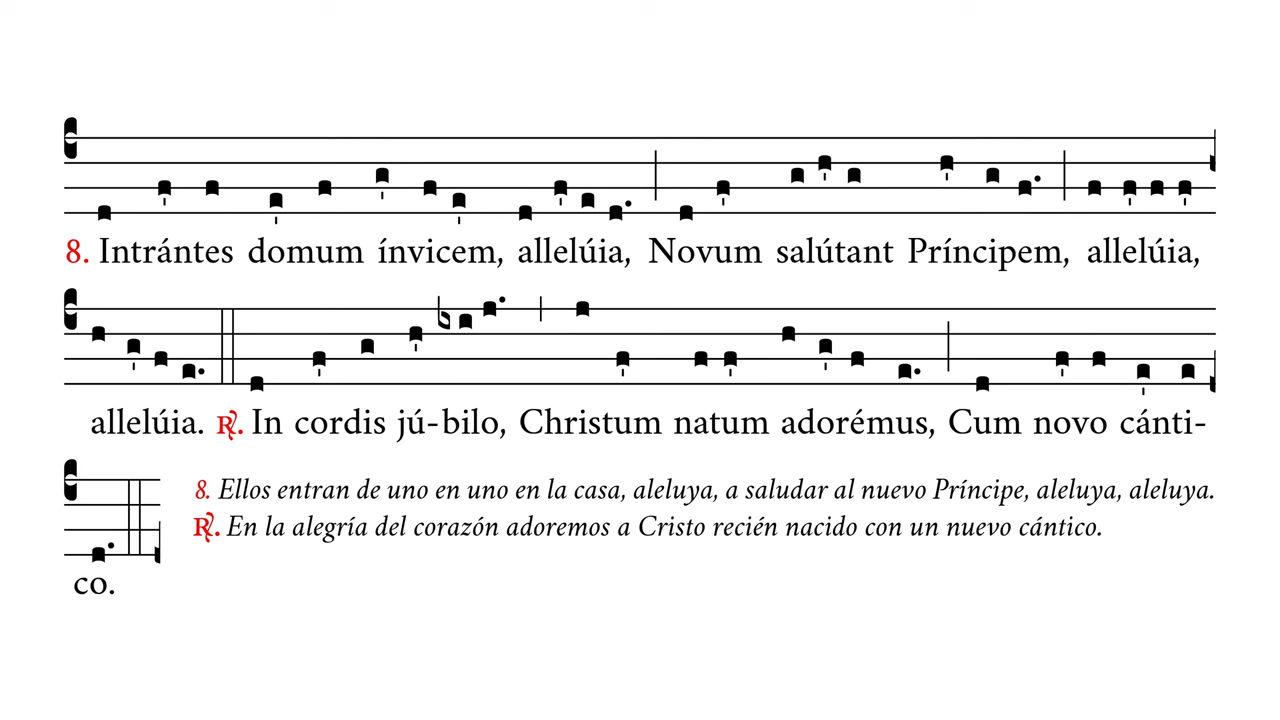 8. Intrántes domum ínvicem, allelúia, Novum salútant Príncipem, allelúia,
allelúia. ℟. In cordis jú-bilo, Christum natum adorémus, Cum novo cánti-
co.
8. Ellos entran de uno en uno en la casa, aleluya, a saludar al nuevo Príncipe, aleluya, aleluya.
℟. En la alegría del corazón adoremos a Cristo recién nacido con un nuevo cántico.